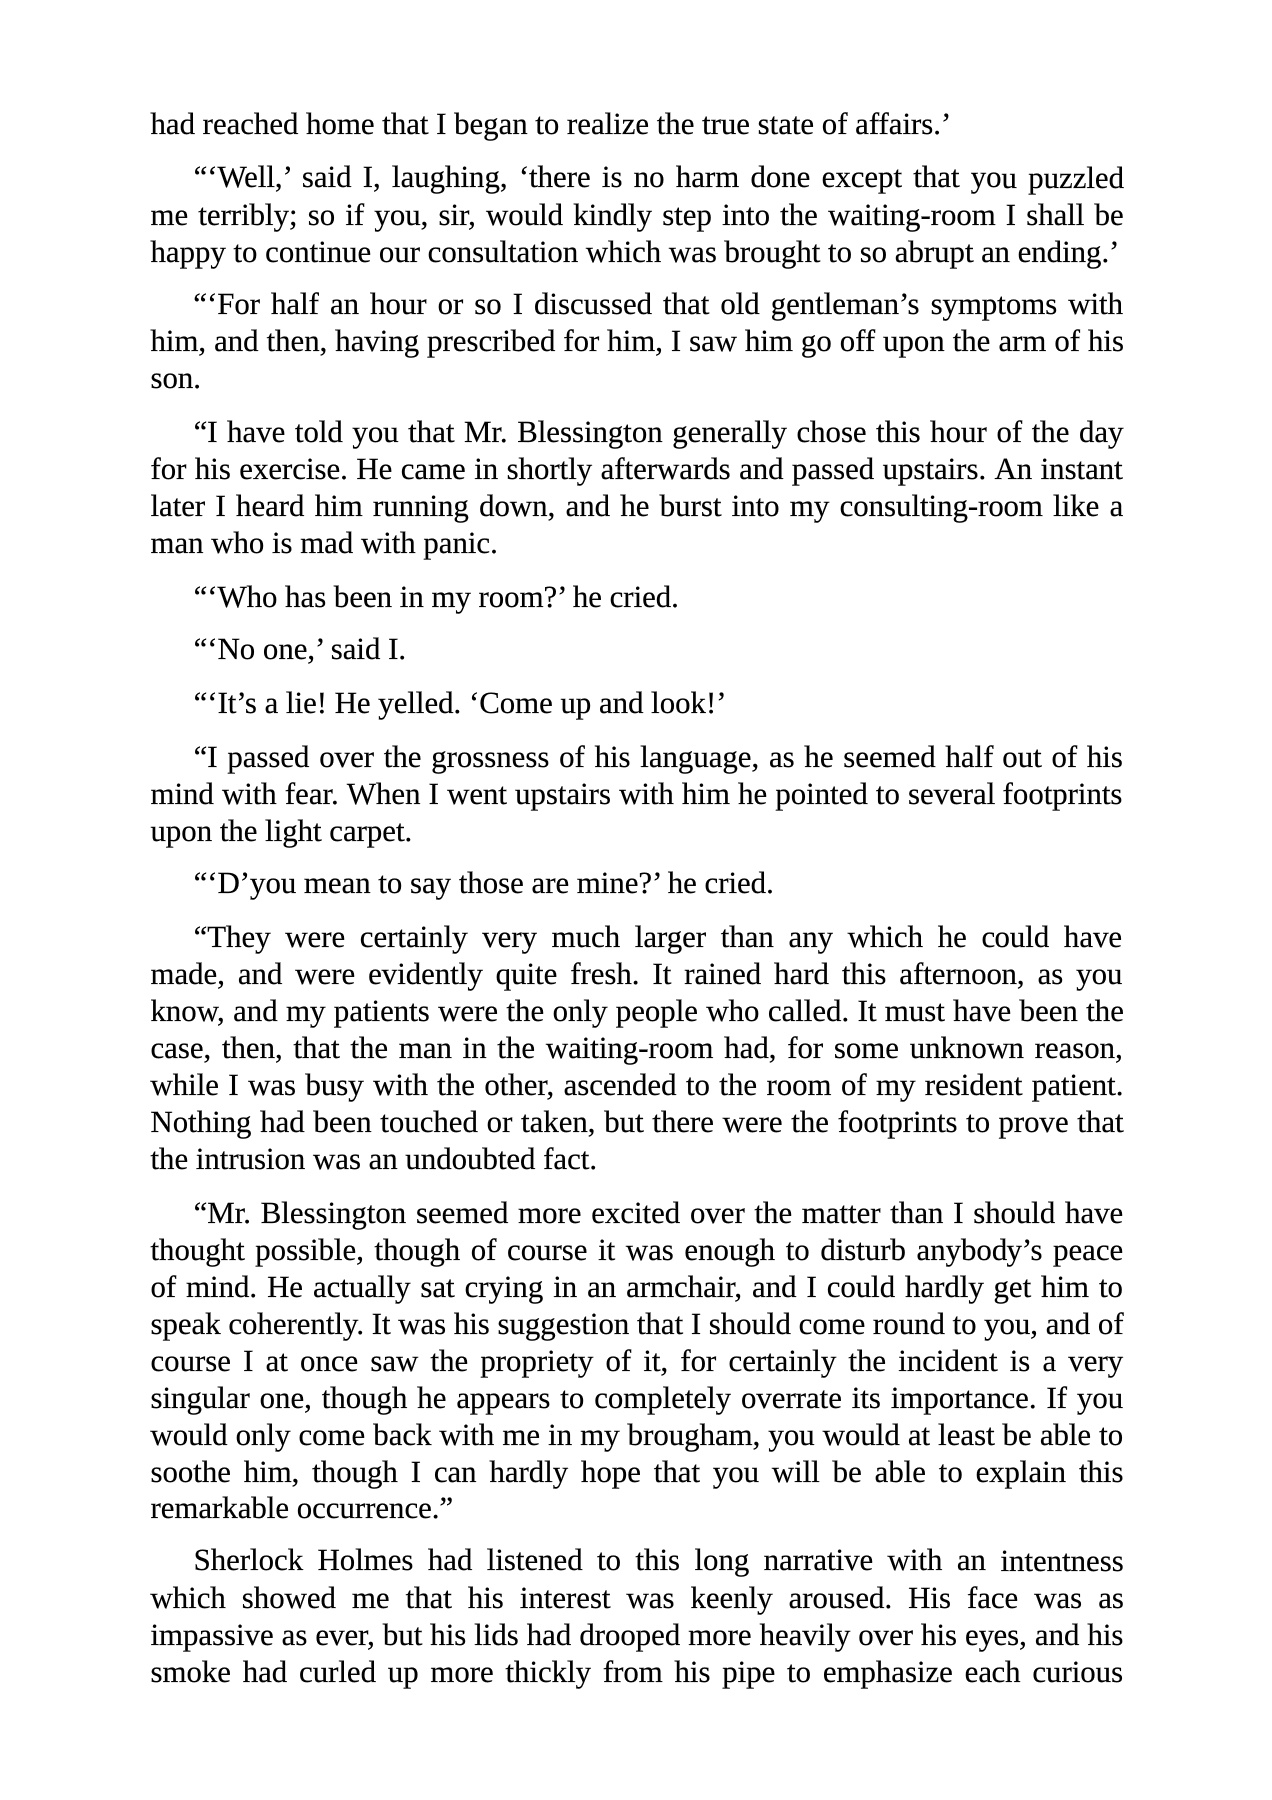 had reached home that I began to realize the true state of affairs.’
“‘Well,’ said I, laughing, ‘there is no harm done except that you puzzled
me terribly; so if you, sir, would kindly step into the waiting-room I shall be
happy to continue our consultation which was brought to so abrupt an ending.’
“‘For half an hour or so I discussed that old gentleman’s symptoms with
him, and then, having prescribed for him, I saw him go off upon the arm of his
son.
“I have told you that Mr. Blessington generally chose this hour of the day
for his exercise. He came in shortly afterwards and passed upstairs. An instant
later I heard him running down, and he burst into my consulting-room like a
man who is mad with panic.
“‘Who has been in my room?’ he cried.
“‘No one,’ said I.
“‘It’s a lie! He yelled. ‘Come up and look!’
“I passed over the grossness of his language, as he seemed half out of his
mind with fear. When I went upstairs with him he pointed to several footprints
upon the light carpet.
“‘D’you mean to say those are mine?’ he cried.
“They were certainly very much larger than any which he could have
made, and were evidently quite fresh. It rained hard this afternoon, as you
know, and my patients were the only people who called. It must have been the
case, then, that the man in the waiting-room had, for some unknown reason,
while I was busy with the other, ascended to the room of my resident patient.
Nothing had been touched or taken, but there were the footprints to prove that
the intrusion was an undoubted fact.
“Mr. Blessington seemed more excited over the matter than I should have
thought possible, though of course it was enough to disturb anybody’s peace
of mind. He actually sat crying in an armchair, and I could hardly get him to
speak coherently. It was his suggestion that I should come round to you, and of
course I at once saw the propriety of it, for certainly the incident is a very
singular one, though he appears to completely overrate its importance. If you
would only come back with me in my brougham, you would at least be able to
soothe him, though I can hardly hope that you will be able to explain this
remarkable occurrence.”
Sherlock Holmes had listened to this long narrative with an intentness
which showed me that his interest was keenly aroused. His face was as
impassive as ever, but his lids had drooped more heavily over his eyes, and his
smoke had curled up more thickly from his pipe to emphasize each curious